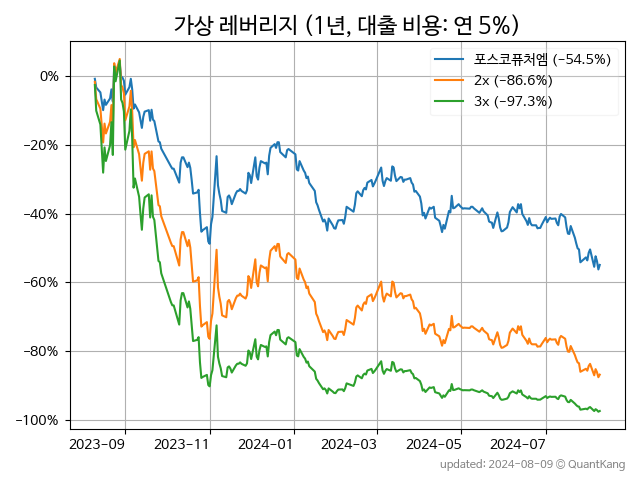 가상 레버리지 (1년, 대출 비용: 연 5%)
포스코퓨처엠 (−54.5%)
2x (−86.6%)
3x (−97.3%)
0%
−20%
−40%
−60%
−80%
−100%
2023-09 2023-11 2024-01 2024-03 2024-05 2024-07
updated: 2024-08-09 © QuantKang